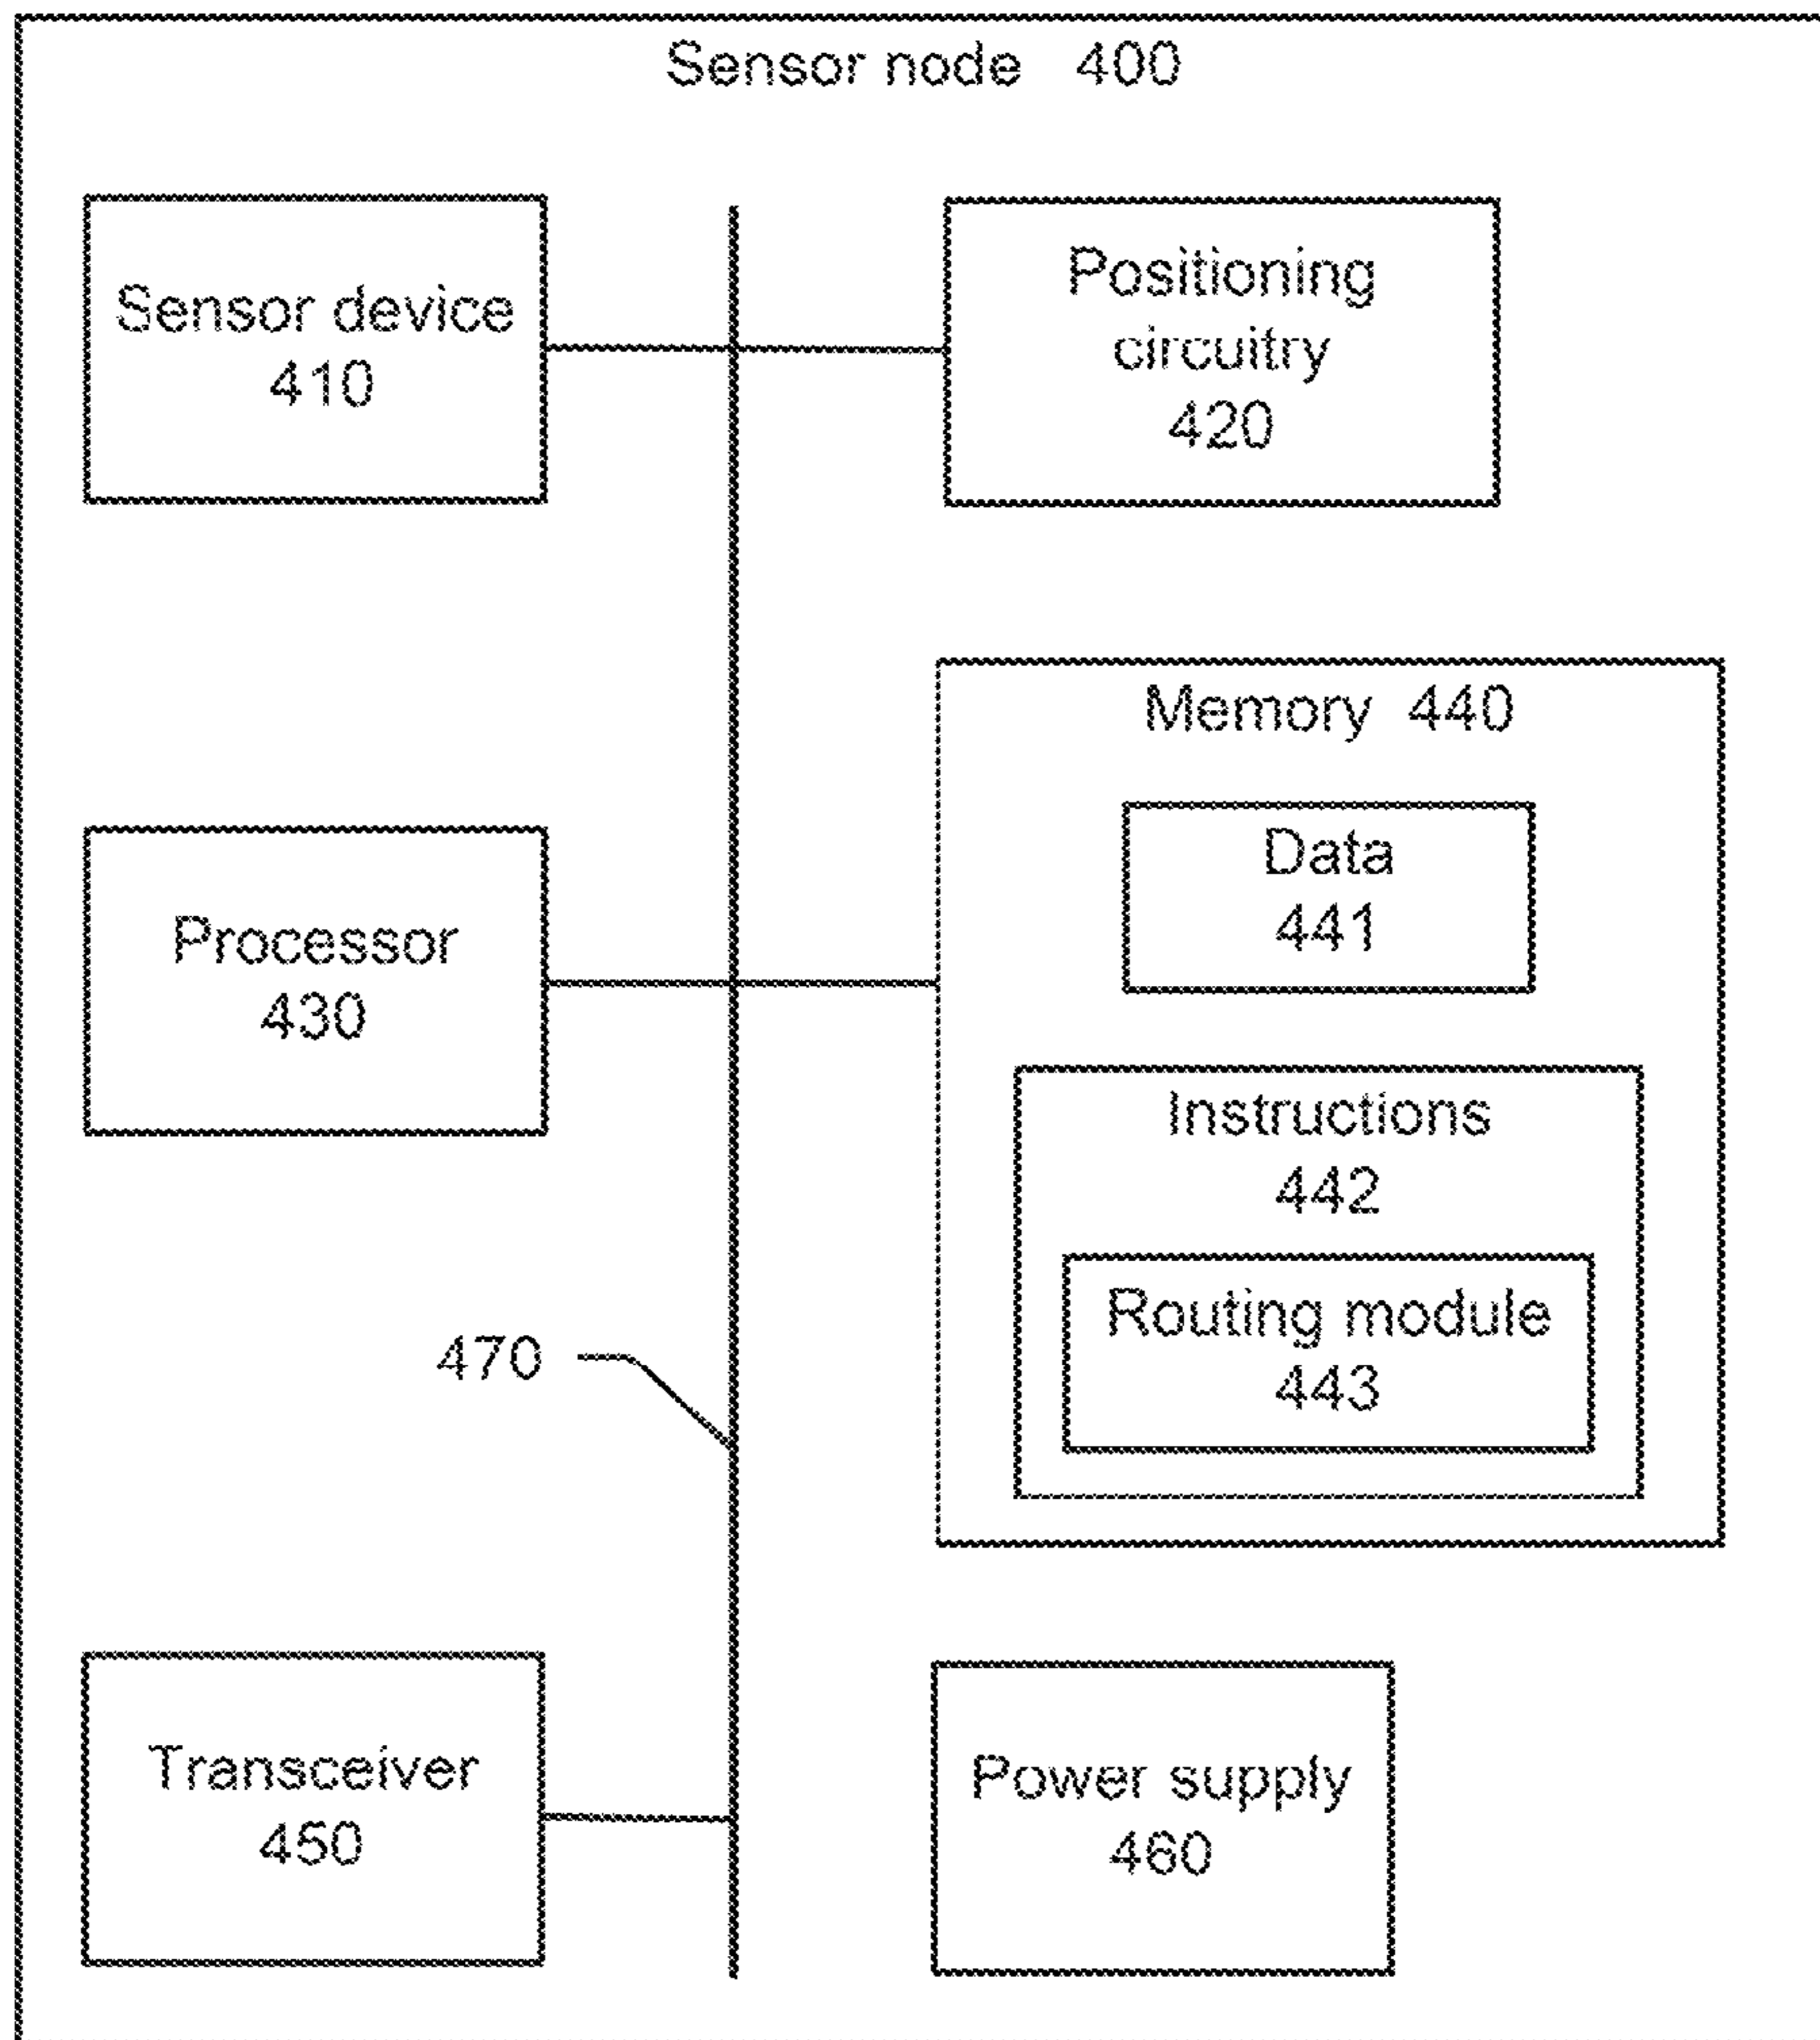 Sensor node 400
Sensor device
410
Positioning
circuitry
420
Memory 440
Data
441
Processor
430
Instructions
442
Routing module
443
470
Transceiver
450
Power supply
460